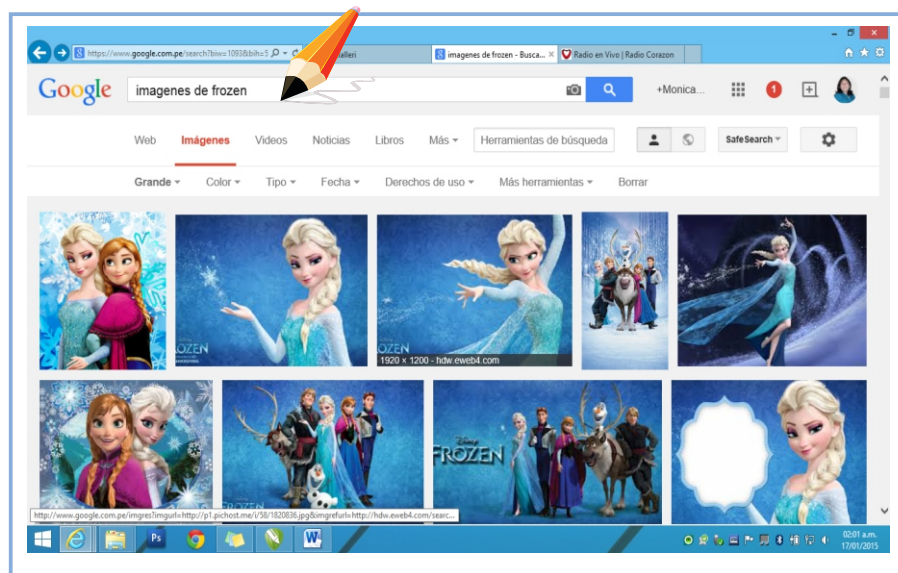 https://www.google.com.pe/search?biw=1093&bih=5
alleri
imagenes de frozen - Busca...
Radio en Vivo | Radio Corazon
Google
imagenes de frozen
+Monica...
1
Web Imágenes Videos Noticias Libros Más Herramientas de búsqueda SafeSearch
Grande Color Tipo Fecha Derechos de uso Más herramientas Borrar
OZEN
OZEN
1920 × 1200 - hdw.eweb4.com
Disney
FROZEN
http://www.google.com.pe/imgres?imgurl=http://p1.pichost.me/i/58/1820836.jpg&imgrefurl=http://hdw.eweb4.com/searc...
Ps
W
02:01 a.m.
17/01/2015